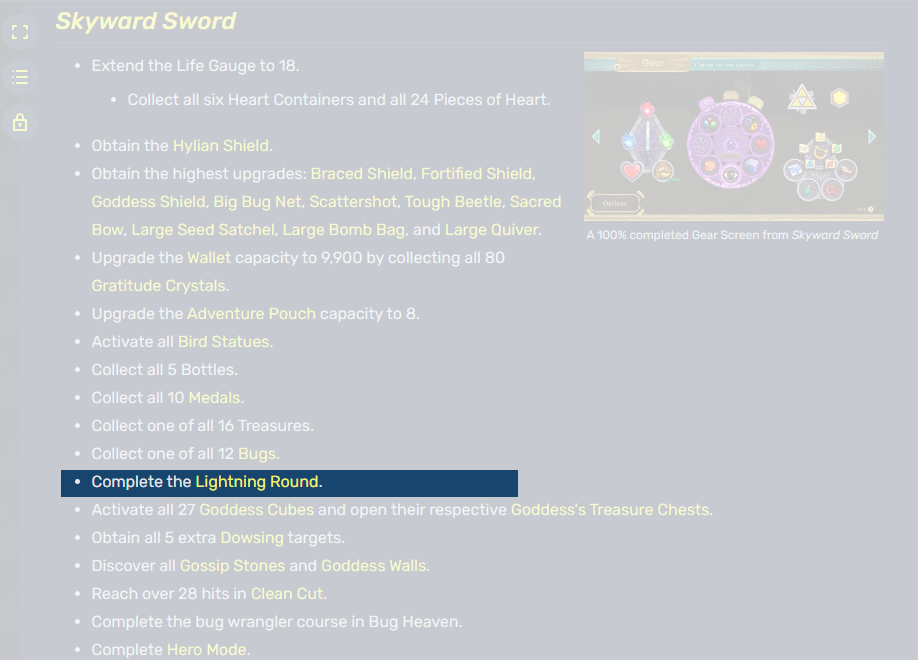 Skyward Sword
• Extend the Life Gauge to 18.
• Collect all six Heart Containers and all 24 Pieces of Heart.
• Obtain the Hylian Shield.
• Obtain the highest upgrades: Braced Shield, Fortified Shield,
Goddess Shield, Big Bug Net, Scattershot, Tough Beetle, Sacred
Bow, Large Seed Satchel, Large Bomb Bag, and Large Quiver.
• Upgrade the Wallet capacity to 9,900 by collecting all 80
Gratitude Crystals.
• Upgrade the Adventure Pouch capacity to 8.
• Activate all Bird Statues.
• Collect all 5 Bottles.
• Collect all 10 Medals.
• Collect one of all 16 Treasures.
• Collect one of all 12 Bugs.
• Complete the Lightning Round.
• Activate all 27 Goddess Cubes and open their respective Goddess's Treasure Chests.
• Obtain all 5 extra Dowsing targets.
• Discover all Gossip Stones and Goddess Walls.
• Reach over 28 hits in Clean Cut.
• Complete the bug wrangler course in Bug Heaven.
• Complete Hero Mode.
Gear
Options
A 100% completed Gear Screen from Skyward Sword